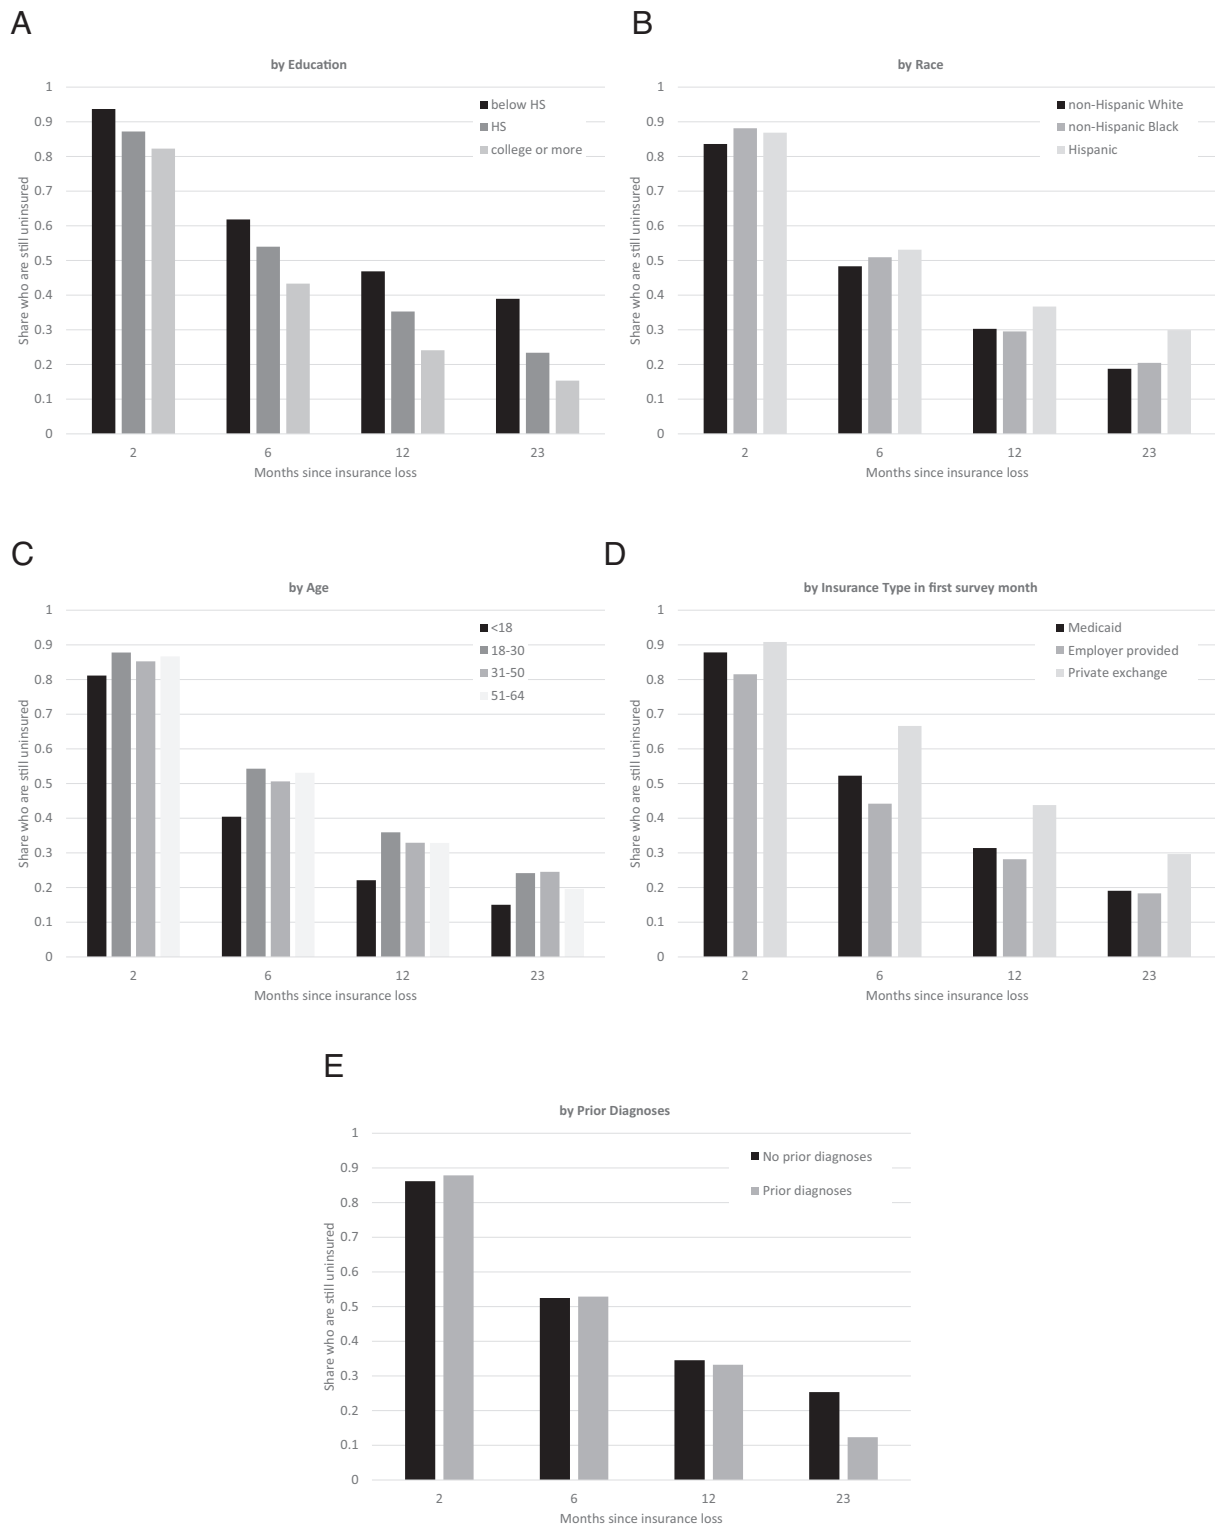 A
by Education
1
0.9
0.8
0.7
0.6
0.5
0.4
0.3
0.2
0.1
0
Share who are still uninsured
below HS
HS
college or more
2 6 12 23
Months since insurance loss
B
by Race
1
0.9
0.8
0.7
0.6
0.5
0.4
0.3
0.2
0.1
0
Share who are still uninsured
non-Hispanic White
non-Hispanic Black
Hispanic
2 6 12 23
Months since insurance loss
C
by Age
1
0.9
0.8
0.7
0.6
0.5
0.4
0.3
0.2
0.1
0
Share who are still uninsured
<18
18-30
31-50
51-64
2 6 12 23
Months since insurance loss
D
by Insurance Type in first survey month
1
0.9
0.8
0.7
0.6
0.5
0.4
0.3
0.2
0.1
0
Share who are still uninsured
Medicaid
Employer provided
Private exchange
2 6 12 23
Months since insurance loss
E
by Prior Diagnoses
1
0.9
0.8
0.7
0.6
0.5
0.4
0.3
0.2
0.1
0
Share who are still uninsured
No prior diagnoses
Prior diagnoses
2 6 12 23
Months since insurance loss